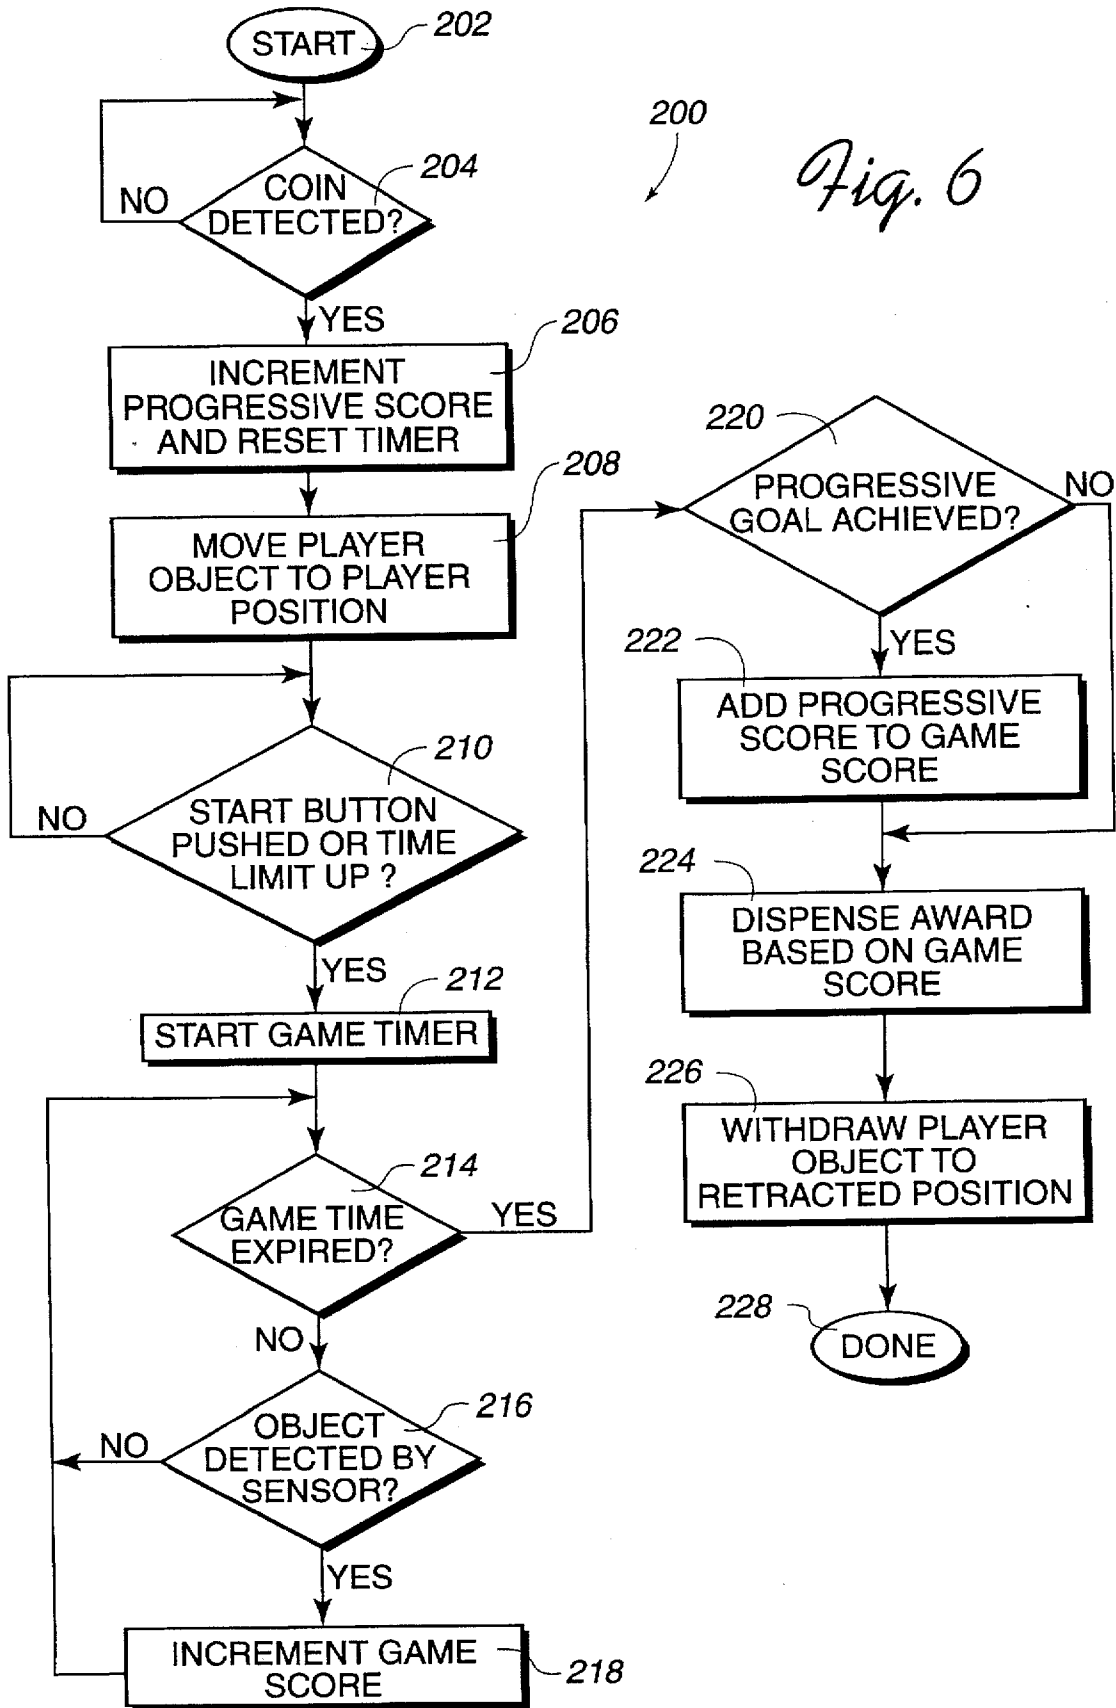 START
202
200
Fig. 6
COIN
DETECTED?
204
NO
YES
206
INCREMENT
PROGRESSIVE SCORE
AND RESET TIMER
208
MOVE PLAYER
OBJECT TO PLAYER
POSITION
210
START BUTTON
PUSHED OR TIME
LIMIT UP ?
NO
YES
212
START GAME TIMER
214
GAME TIME
EXPIRED?
YES
NO
216
OBJECT
DETECTED BY
SENSOR?
NO
YES
INCREMENT GAME
SCORE
218
220
PROGRESSIVE
GOAL ACHIEVED?
NO
YES
222
ADD PROGRESSIVE
SCORE TO GAME
SCORE
224
DISPENSE AWARD
BASED ON GAME
SCORE
226
WITHDRAW PLAYER
OBJECT TO
RETRACTED POSITION
228
DONE